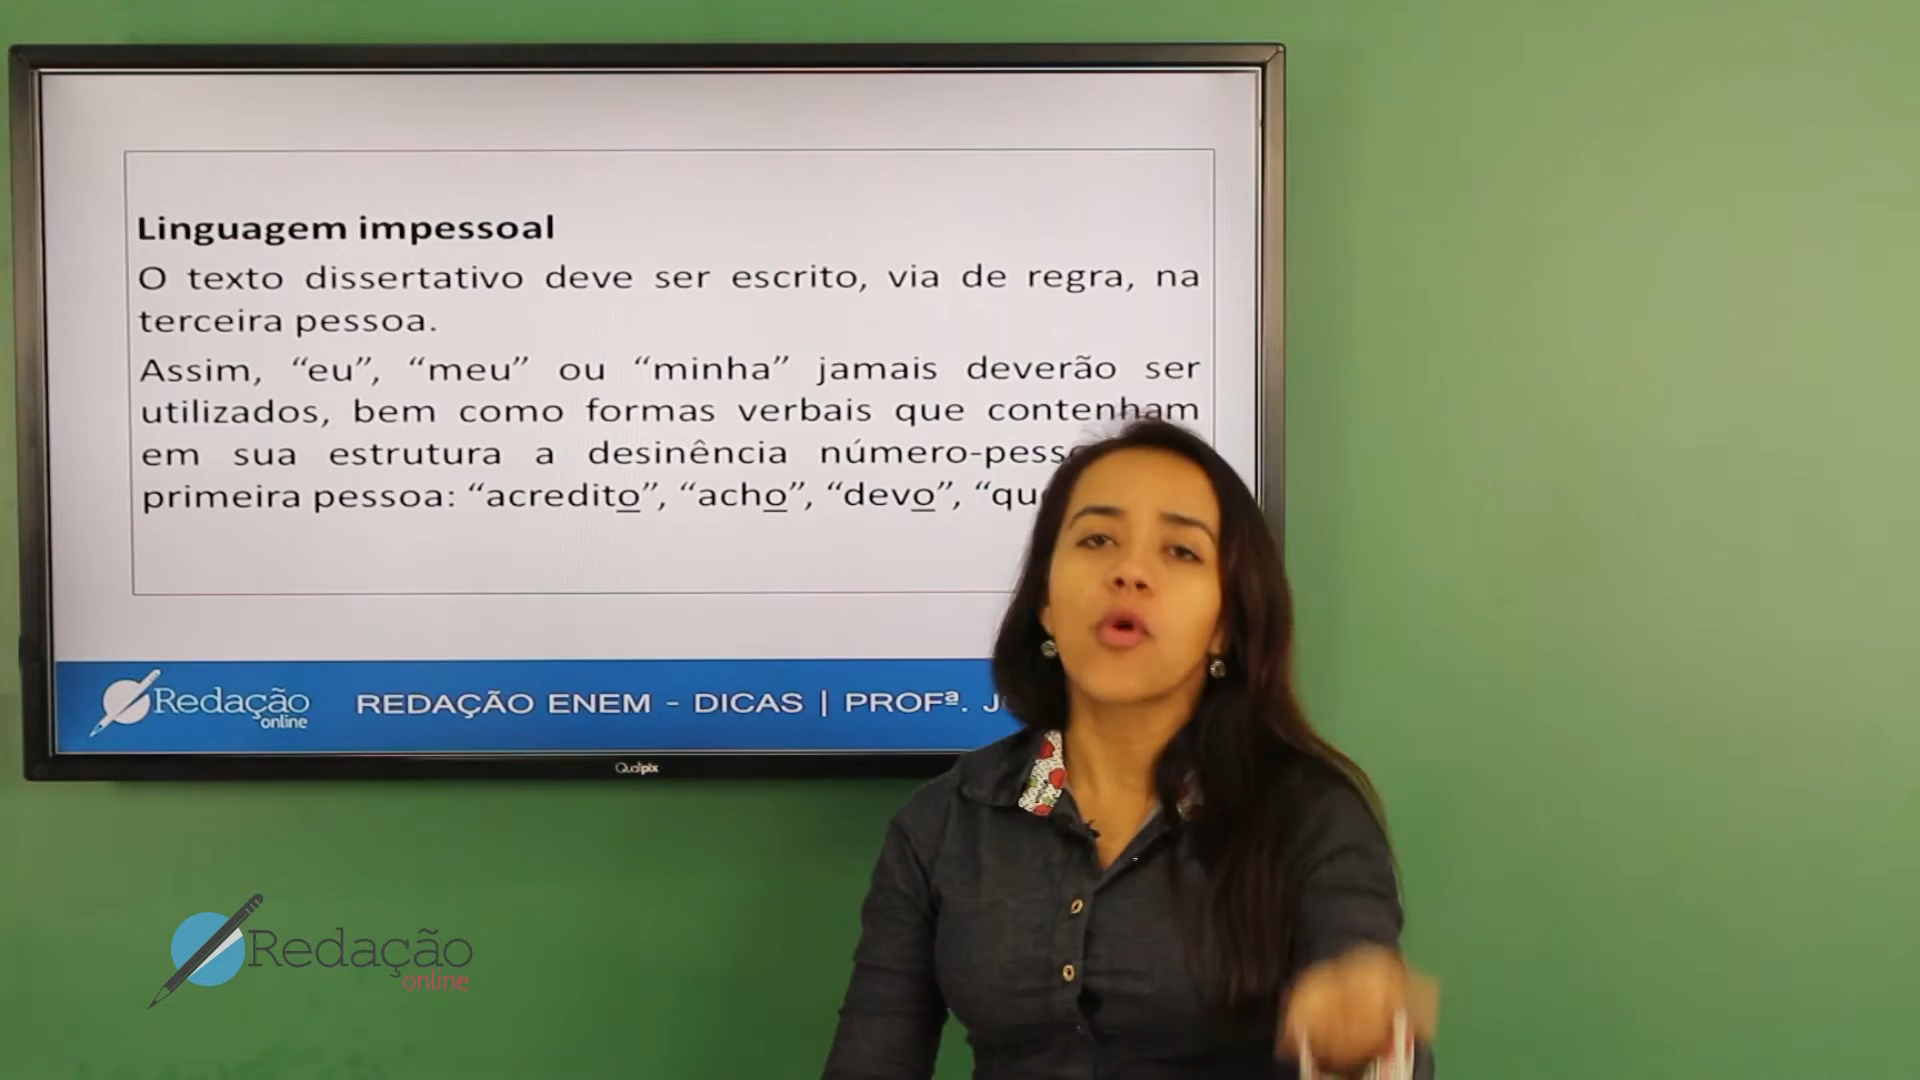 Linguagem impessoal
O texto dissertativo deve ser escrito, via de regra, na
terceira pessoa.
Assim, “eu”, “meu” ou “minha” jamais deverão ser
utilizados, bem como formas verbais que contenham
em sua estrutura a desinência
primeira pessoa: “acredito”, “acho”, “devo”,
Redação
online
REDAÇÃO ENEM - DICAS | PROFª.
Qualipix
Redação
online